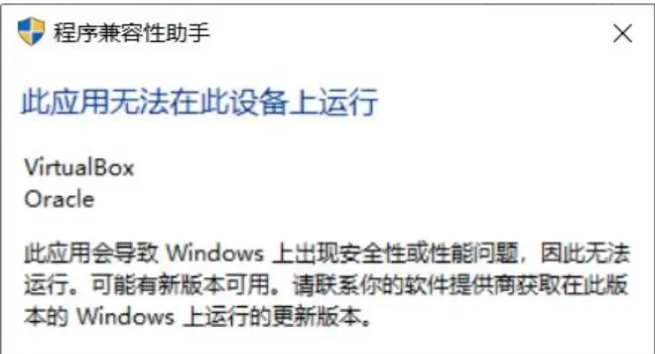 程序兼容性助手
此应用无法在此设备上运行
VirtualBox
Oracle
此应用会导致 Windows 上出现安全性或性能问题，因此无法
运行。可能有新版本可用。请联系你的软件提供商获取在此版
本的 Windows 上运行的更新版本。